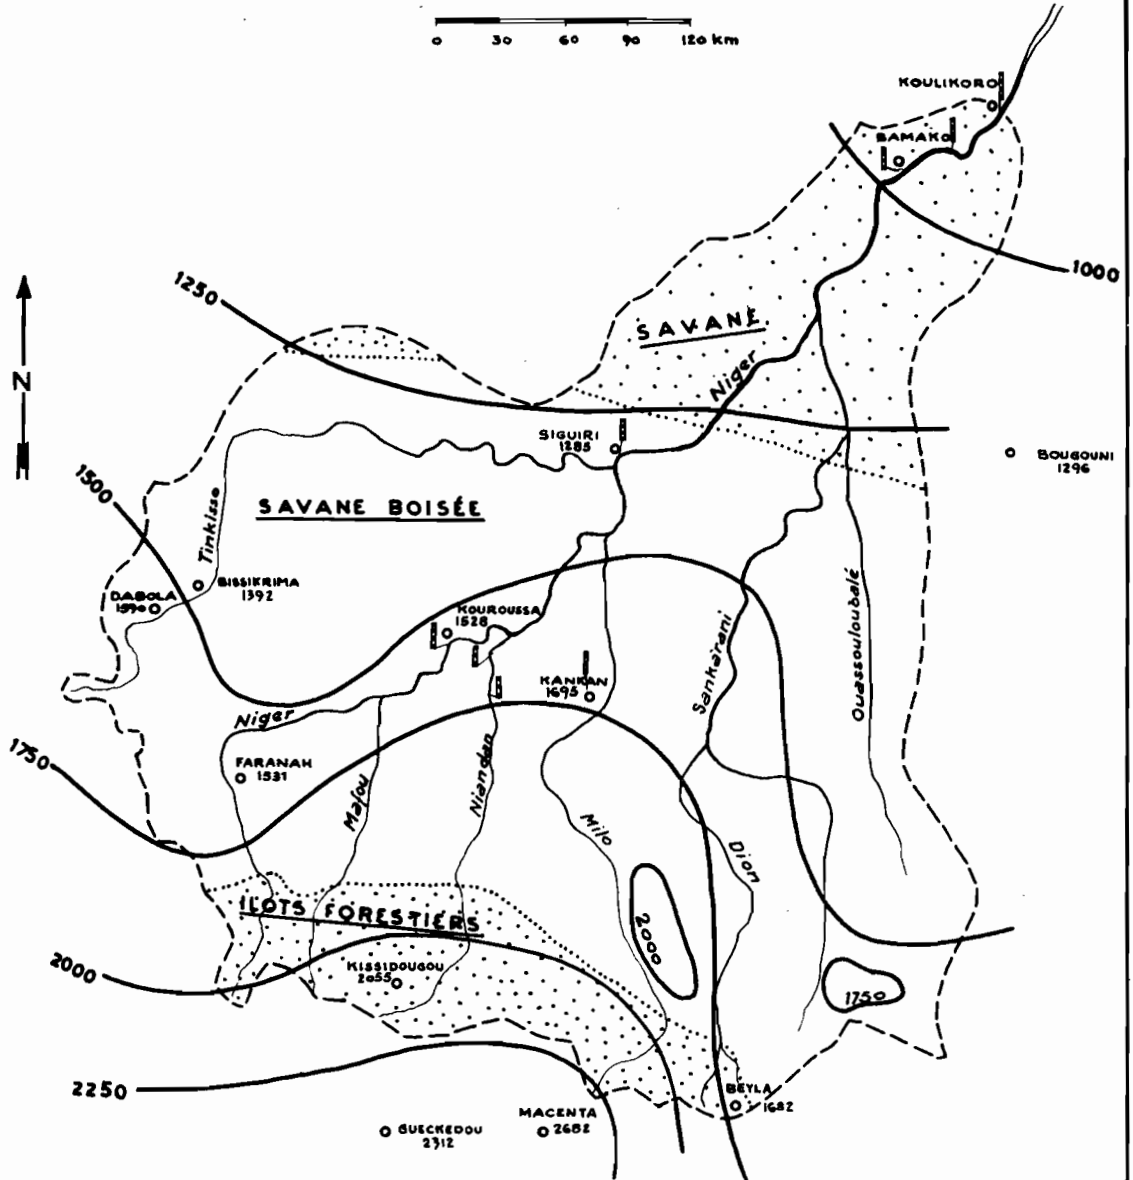 0 30 60 90 120 km
KOULIKORO
BAMAKO
1000
1250
SAVANE
N
Niger
SIGUIRI
1285
BOUGOUNI
1296
1500
SAVANE BOISÉE
Tinkisso
BISSIKRIMA
1392
DABOLA
1590
KOUROUSSA
1528
Ouassouloubalé
Sankarani
KANKAN
1695
Niger
1750
FARANAH
1531
Mafou
Niandan
Milo
Dion
ILOTS FORESTIERS
2000
2000
KISSIDOUGOU
2055
1750
2250
BEYLA
1682
MACENTA
2682
GUECKEDOU
2312